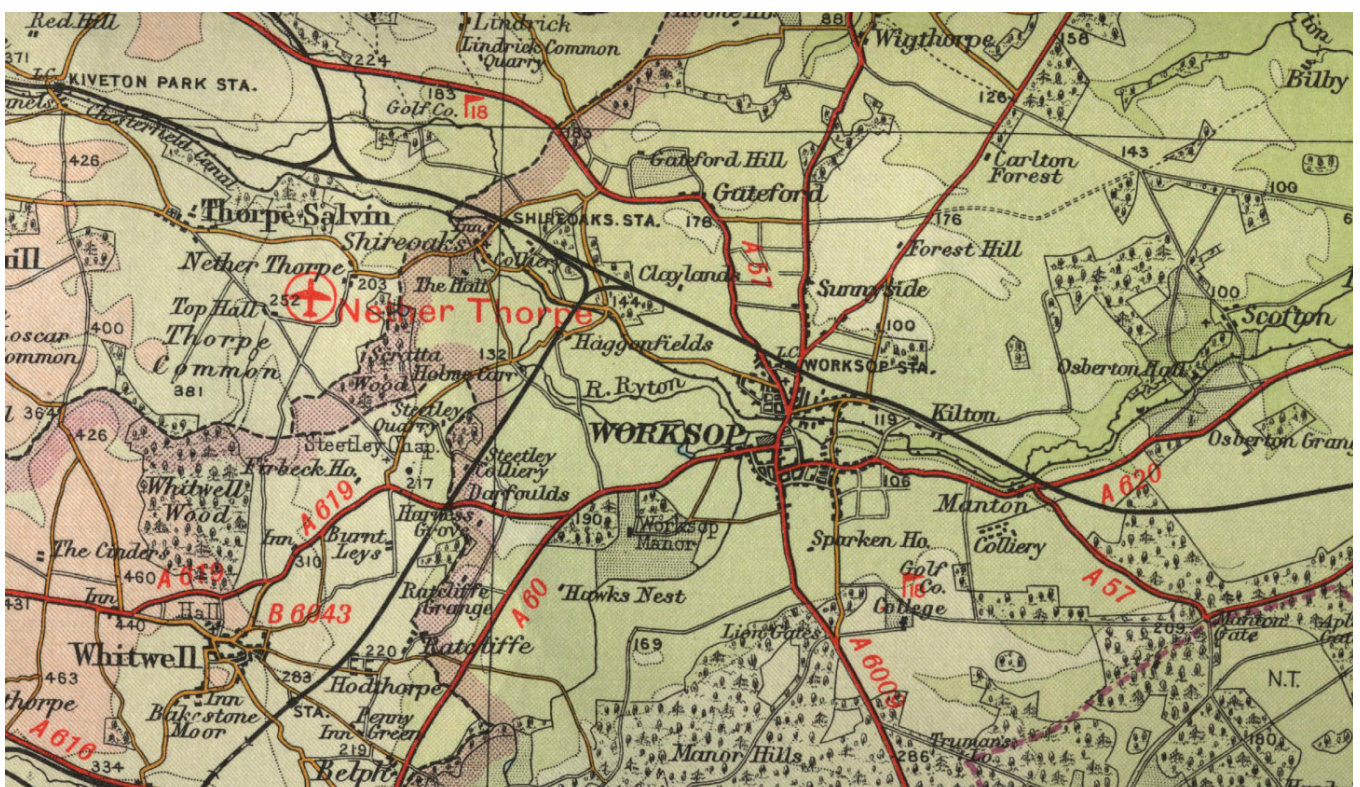 Red Hill
Lindrick
Lindrick Common
Quarry
88
Wigthorpe
158
Bilby
371
L.C.
KIVETON PARK STA.
224
183
Golf Co.
18
183
126
Chesterfield Canal
426
Gateford Hill
Carlton
Forest
143
100
Thorpe Salvin
Inn
SHIREOAKS. STA.
Gateford
178
176
Shireoaks
Colliery
A 57
Forest Hill
Nether Thorpe
203
The Hall
Claylands
252
Nether Thorpe
144
Sunnyside
100
Top Hall
Thorpe
Common
400
381
Scratta
Wood
132
Holme Carr
Haggonfields
100
L.C.
WORKSOP STA.
Scofton
Osberton Hall
364
426
Steetley
Quarry
Steetley Chap.
R. Ryton
WORKSOP
119
Kilton
Firbeck Ho.
Steetley
Colliery
217
Darfoulds
106
Manton
A 620
Whitwell
Wood
A 619
Harness
Grove
190
Worksop
Manor
Colliery
The Cinders
Inn
310
Burnt
Leys
Sparken Ho.
460
A 619
A 60
Golf
Co.
18
College
A 57
431
Inn
440
Hall
B 6043
Ratcliffe
Grange
Hawks Nest
209
Manton
Gate
Whitwell
220
Ratcliffe
169
Lion Gates
A 6009
463
Hodthorpe
N.T.
thorpe
Inn
283
STA.
Bakestone
Moor
Penny
Green
Inn
219
A 616
334
Belph
Manor Hills
286
Truman's
Lo.
180